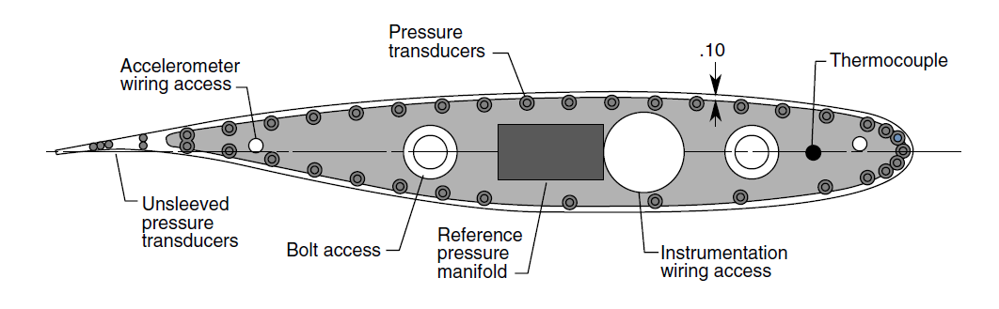 Pressure
transducers
.10
Thermocouple
Accelerometer
wiring access
Unsleeved
pressure
transducers
Bolt access
Reference
pressure
manifold
Instrumentation
wiring access